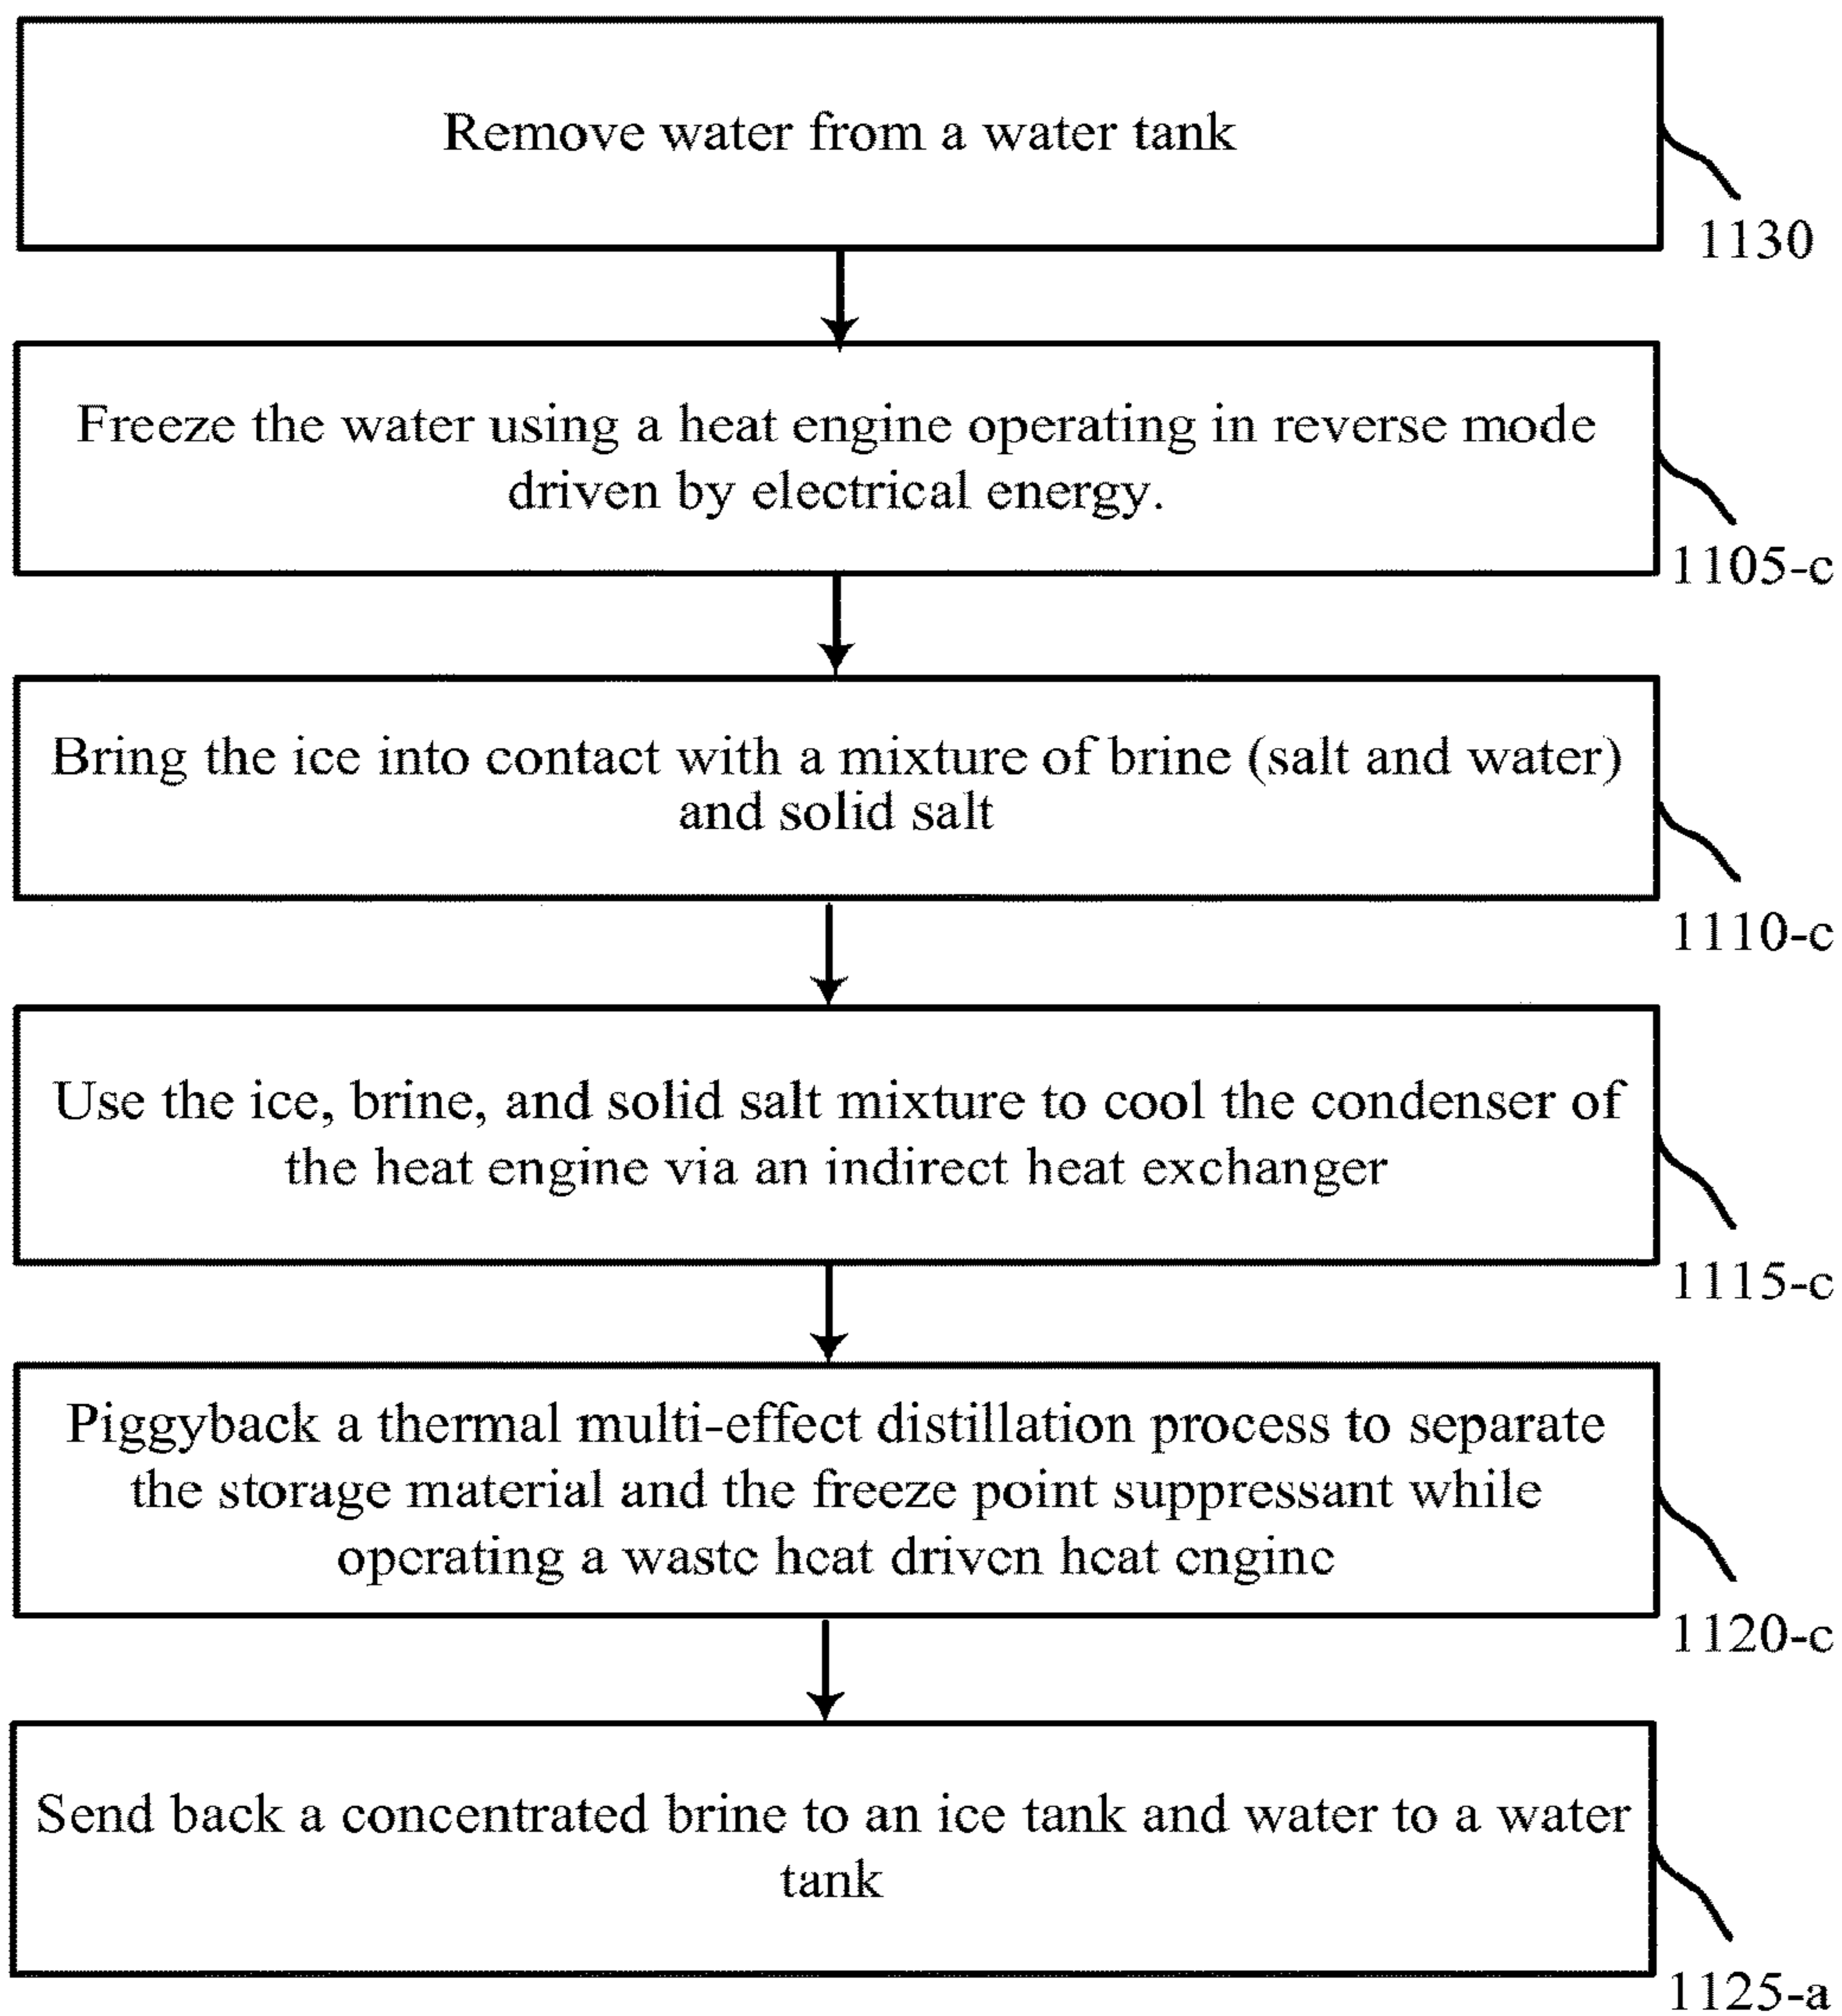 Remove water from a water tank
1130
Freeze the water using a heat engine operating in reverse mode
driven by electrical energy.
1105-c
Bring the ice into contact with a mixture of brine (salt and water)
and solid salt
1110-c
Use the ice, brine, and solid salt mixture to cool the condenser of
the heat engine via an indirect heat exchanger
1115-c
Piggyback a thermal multi-effect distillation process to separate
the storage material and the freeze point suppressant while
operating a waste heat driven heat engine
1120-c
Send back a concentrated brine to an ice tank and water to a water
tank
1125-a